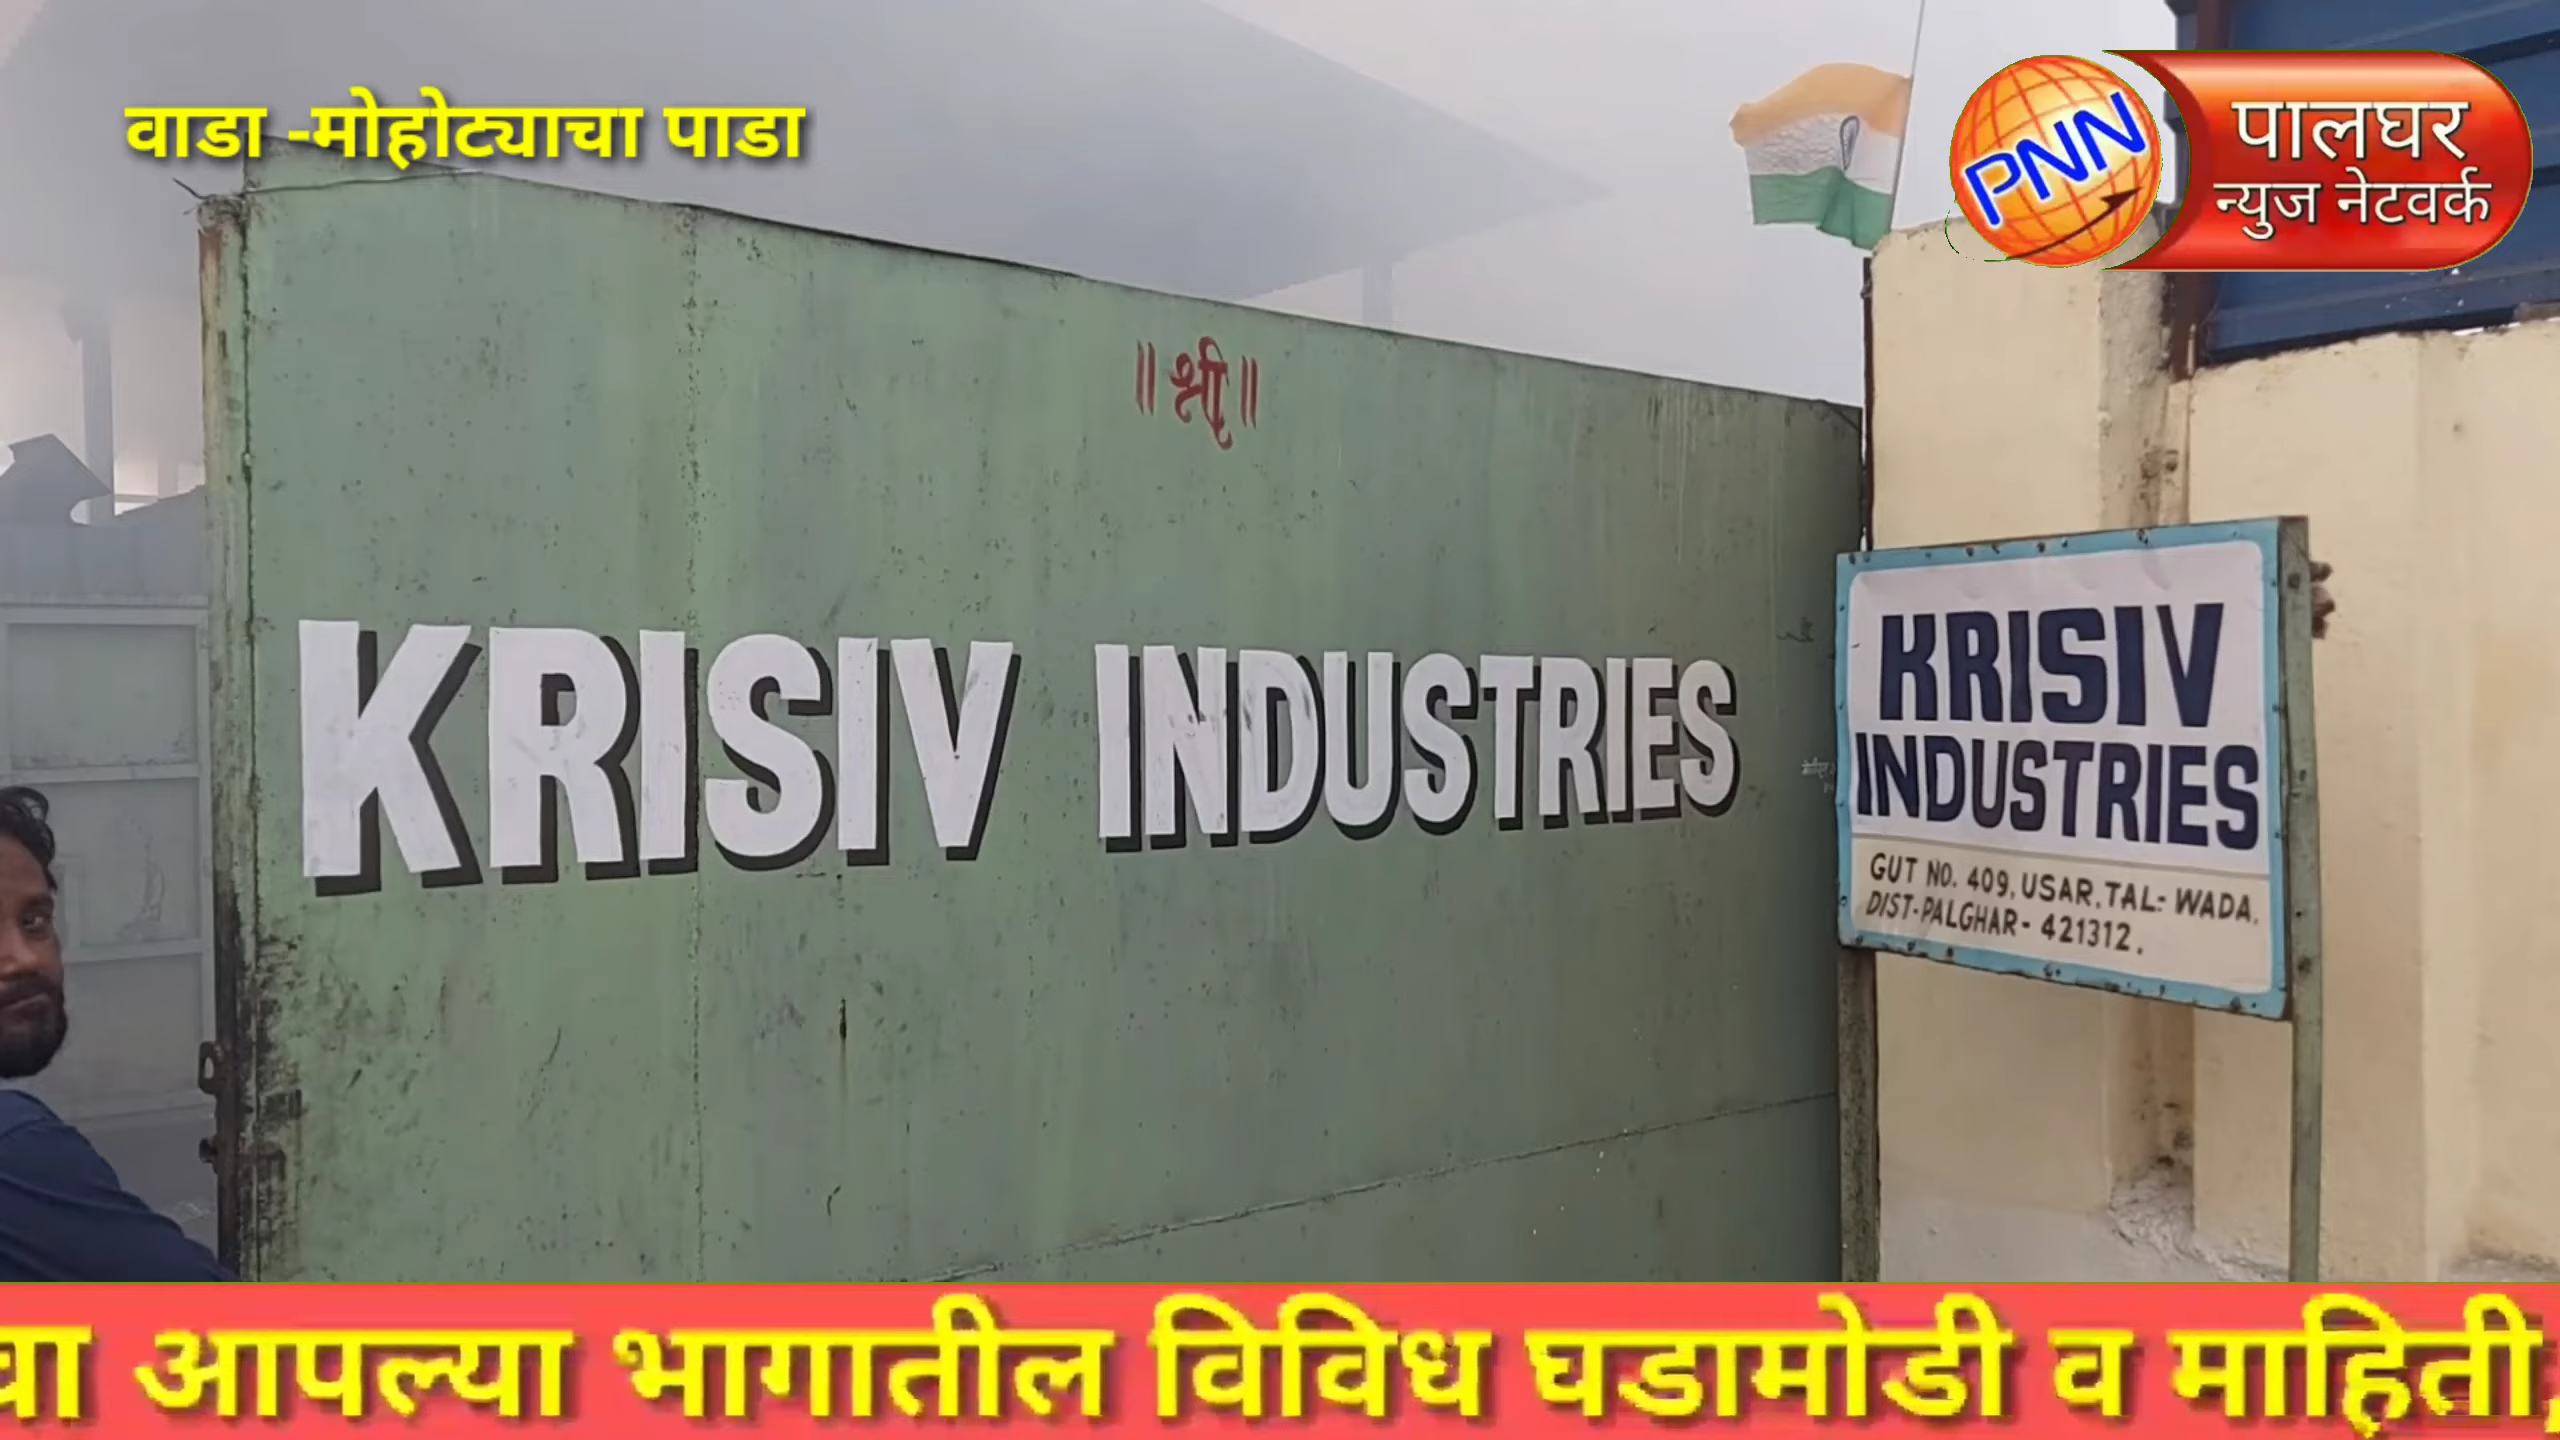 वाडा -मोहोट्याचा पाडा
PNN
पालघर
न्युज नेटवर्क
॥ श्री ॥
KRISIV INDUSTRIES
KRISIV
INDUSTRIES
GUT NO. 409, USAR, TAL:- WADA.
DIST-PALGHAR- 421312.
आपल्या भागातील विविध घडामोडी व माहिती,